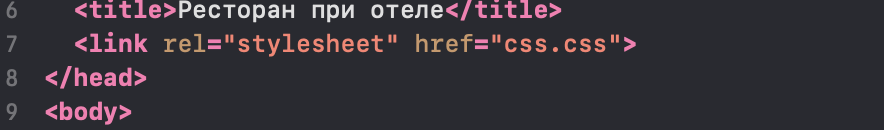 6 <title>Ресторан при отеле</title>
7 <link rel="stylesheet" href="css.css">
8 </head>
9 <body>